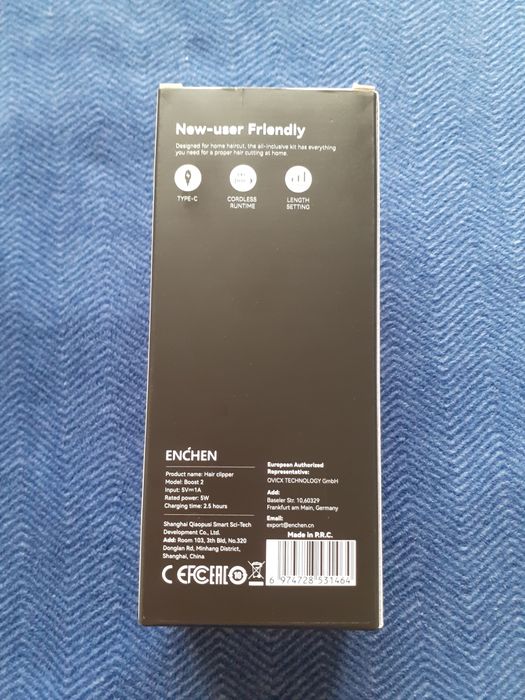 New-user Friendly
Designed for home haircut, the all-inclusive kit has everything
you need for a proper hair cutting at home.
TYPE-C
CORDLESS
RUNTIME
LENGTH
SETTING
ENCHEN
Product name: Hair clipper
Model: Boost 2
Input: 5V⎓1A
Rated power: 5W
Charging time: 2.5 hours
Shanghai Qiaopusi Smart Sci-Tech
Development Co., Ltd.
Add: Room 103, 3th Bld, No.320
Donglan Rd, Minhang District,
Shanghai, China
CE FC EAC 10
European Authorized
Representative:
OVICX TECHNOLOGY GmbH
Add:
Baseler Str. 10,60329
Frankfurt am Main, Germany
Email:
export@enchen.cn
Made in P.R.C.
6 974728 531464